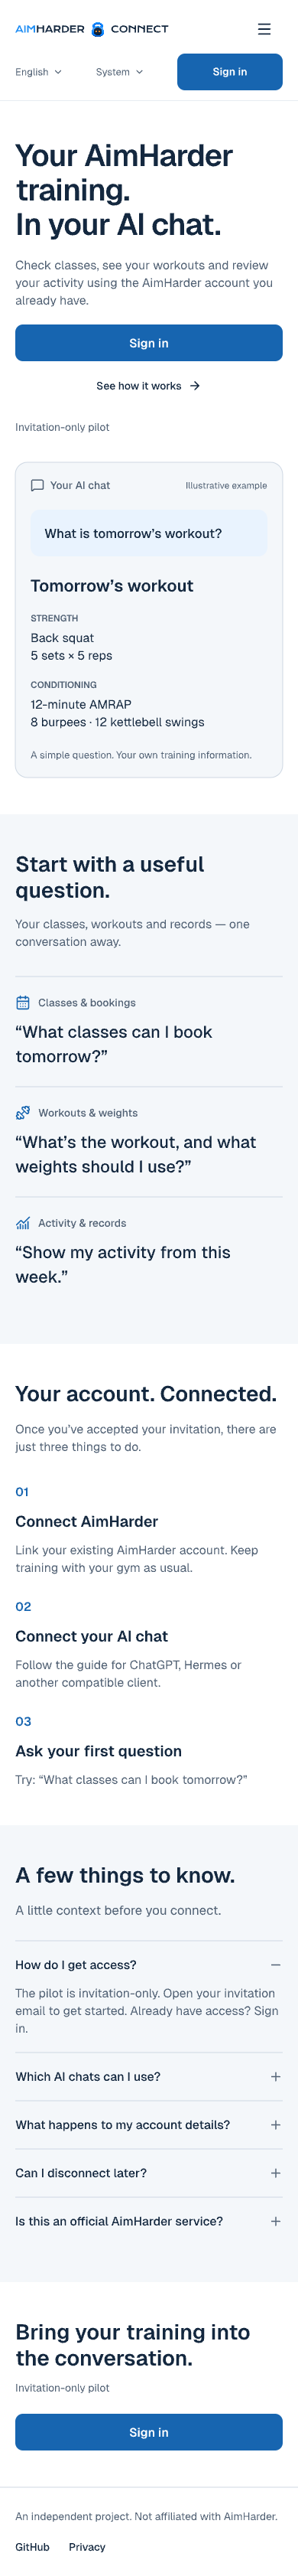 AIMHARDER CONNECT
English
System
Sign in
Your AimHarder
training.
In your AI chat.
Check classes, see your workouts and review
your activity using the AimHarder account you
already have.
Sign in
See how it works
Invitation-only pilot
Your AI chat
Illustrative example
What is tomorrow’s workout?
Tomorrow’s workout
STRENGTH
Back squat
5 sets × 5 reps
CONDITIONING
12-minute AMRAP
8 burpees · 12 kettlebell swings
A simple question. Your own training information.
Start with a useful
question.
Your classes, workouts and records — one
conversation away.
Classes & bookings
“What classes can I book
tomorrow?”
Workouts & weights
“What’s the workout, and what
weights should I use?”
Activity & records
“Show my activity from this
week.”
Your account. Connected.
Once you’ve accepted your invitation, there are
just three things to do.
01
Connect AimHarder
Link your existing AimHarder account. Keep
training with your gym as usual.
02
Connect your AI chat
Follow the guide for ChatGPT, Hermes or
another compatible client.
03
Ask your first question
Try: “What classes can I book tomorrow?”
A few things to know.
A little context before you connect.
How do I get access?
The pilot is invitation-only. Open your invitation
email to get started. Already have access? Sign
in.
Which AI chats can I use?
What happens to my account details?
Can I disconnect later?
Is this an official AimHarder service?
Bring your training into
the conversation.
Invitation-only pilot
Sign in
An independent project. Not affiliated with AimHarder.
GitHub
Privacy